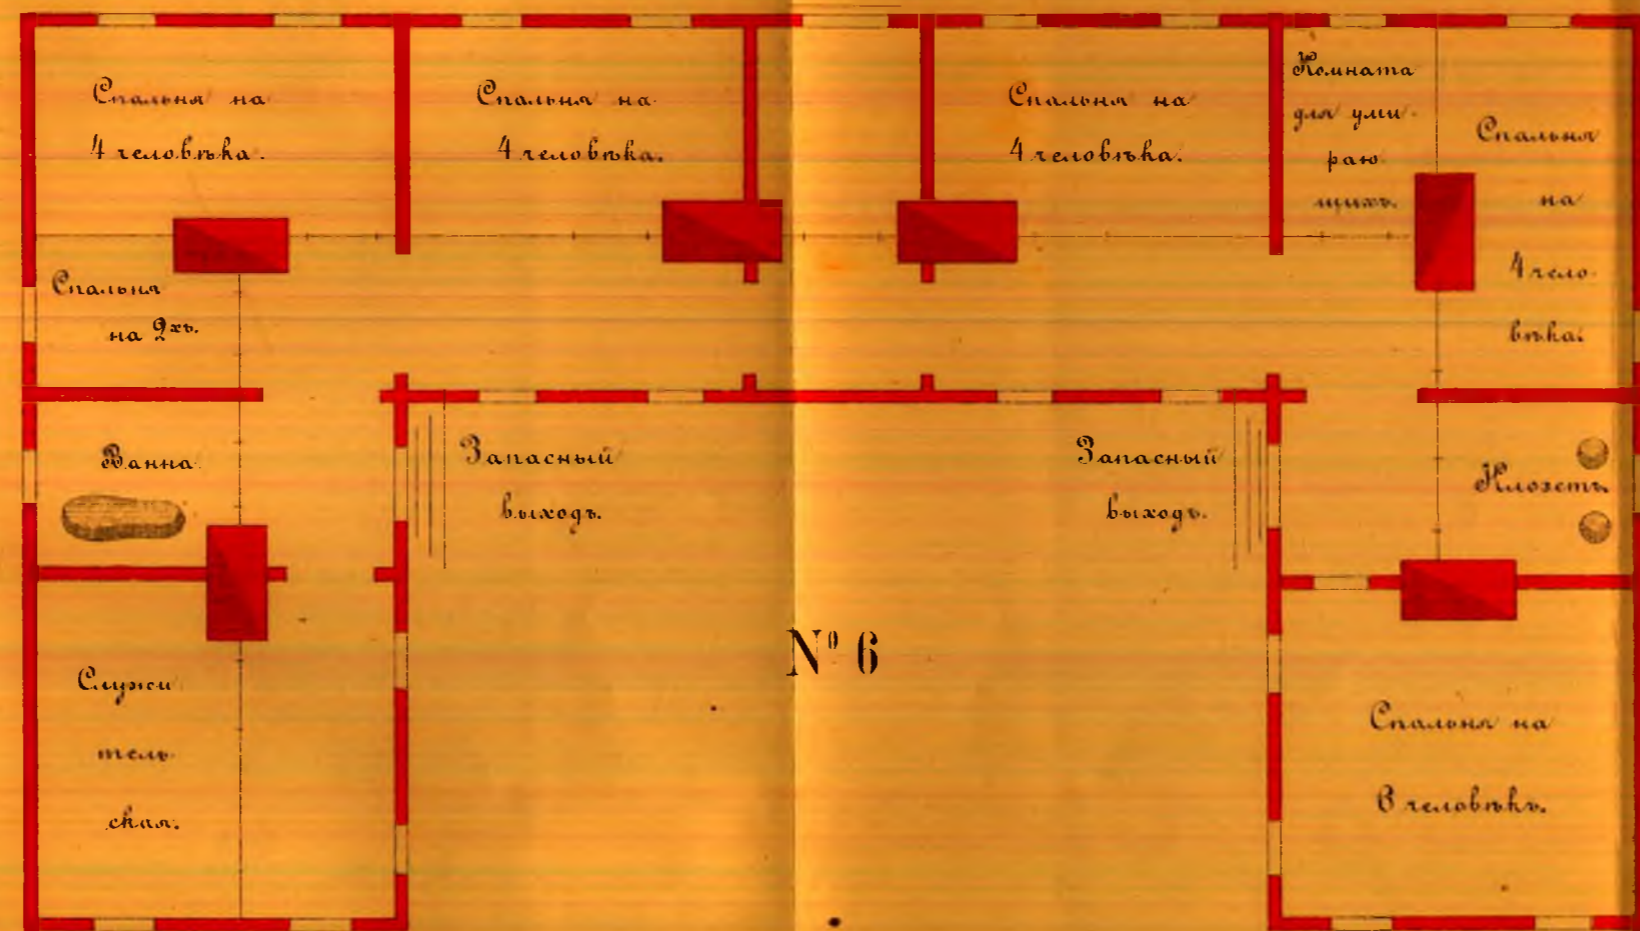 Спальня на
4 человѣка.
Спальня на
4 человѣка.
Спальня на
4 человѣка.
Комната
для уми-
раю
щихъ.
Спальня
на
4 чело-
вѣка.
Спальня
на 2хъ.
Ванна
Запасный
выходъ.
Запасный
выходъ.
Клозетъ.
№ 6
Служи
тель
ская.
Спальня на
6 человѣкъ.